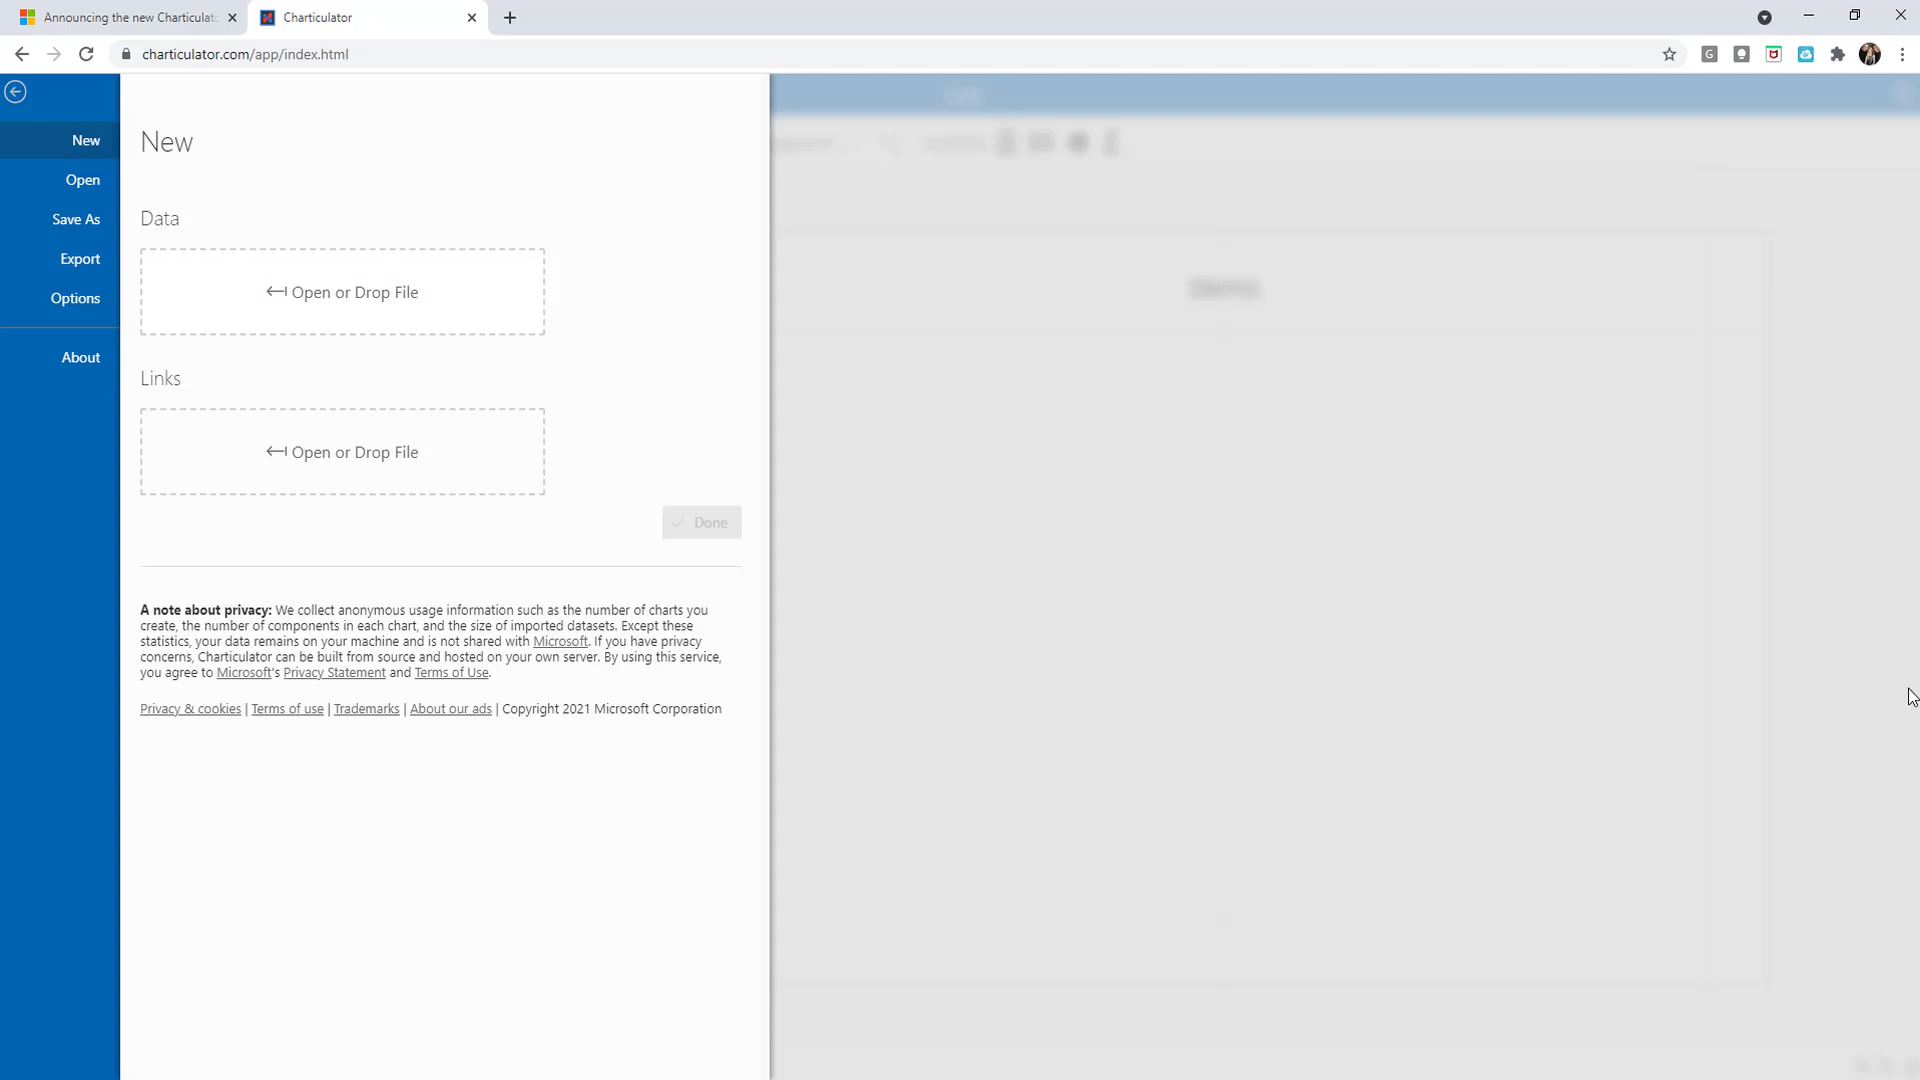 Announcing the new Charticulato
Charticulator
charticulator.com/app/index.html
New
Open
Save As
Export
Options
About
New
Data
Open or Drop File
Links
Open or Drop File
Done
A note about privacy: We collect anonymous usage information such as the number of charts you
create, the number of components in each chart, and the size of imported datasets. Except these
statistics, your data remains on your machine and is not shared with Microsoft. If you have privacy
concerns, Charticulator can be built from source and hosted on your own server. By using this service,
you agree to Microsoft's Privacy Statement and Terms of Use.
Privacy & cookies | Terms of use | Trademarks | About our ads | Copyright 2021 Microsoft Corporation